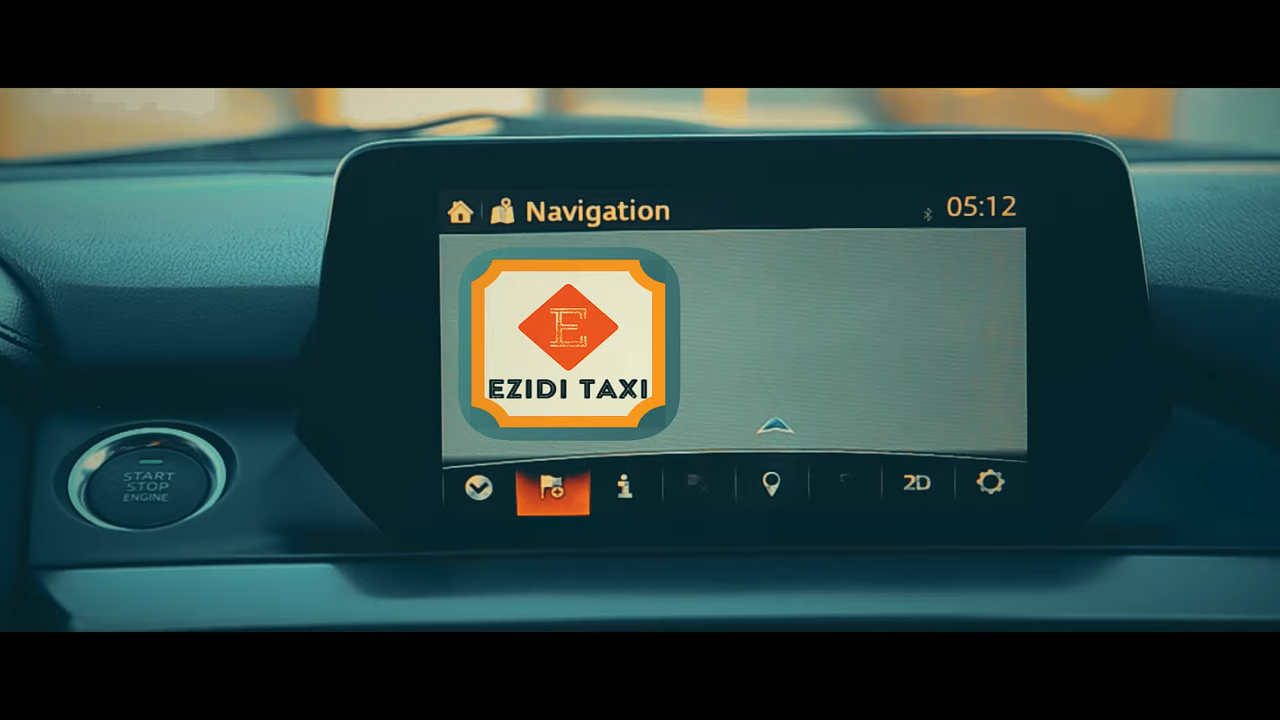 Navigation
05:12
E
EZIDI TAXI
START
STOP
ENGINE
2D